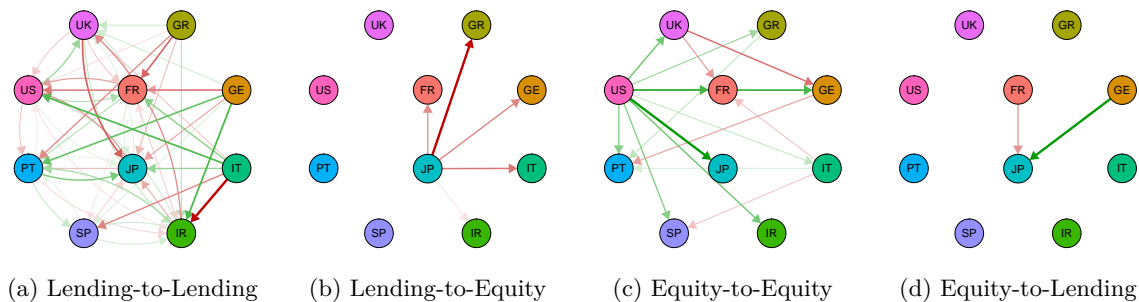 UK GR UK GR UK GR UK GR
US FR GE US FR GE US FR GE US FR GE
PT JP IT PT JP IT PT JP IT PT JP IT
SP IR SP IR SP IR SP IR
(a) Lending-to-Lending (b) Lending-to-Equity (c) Equity-to-Equity (d) Equity-to-Lending